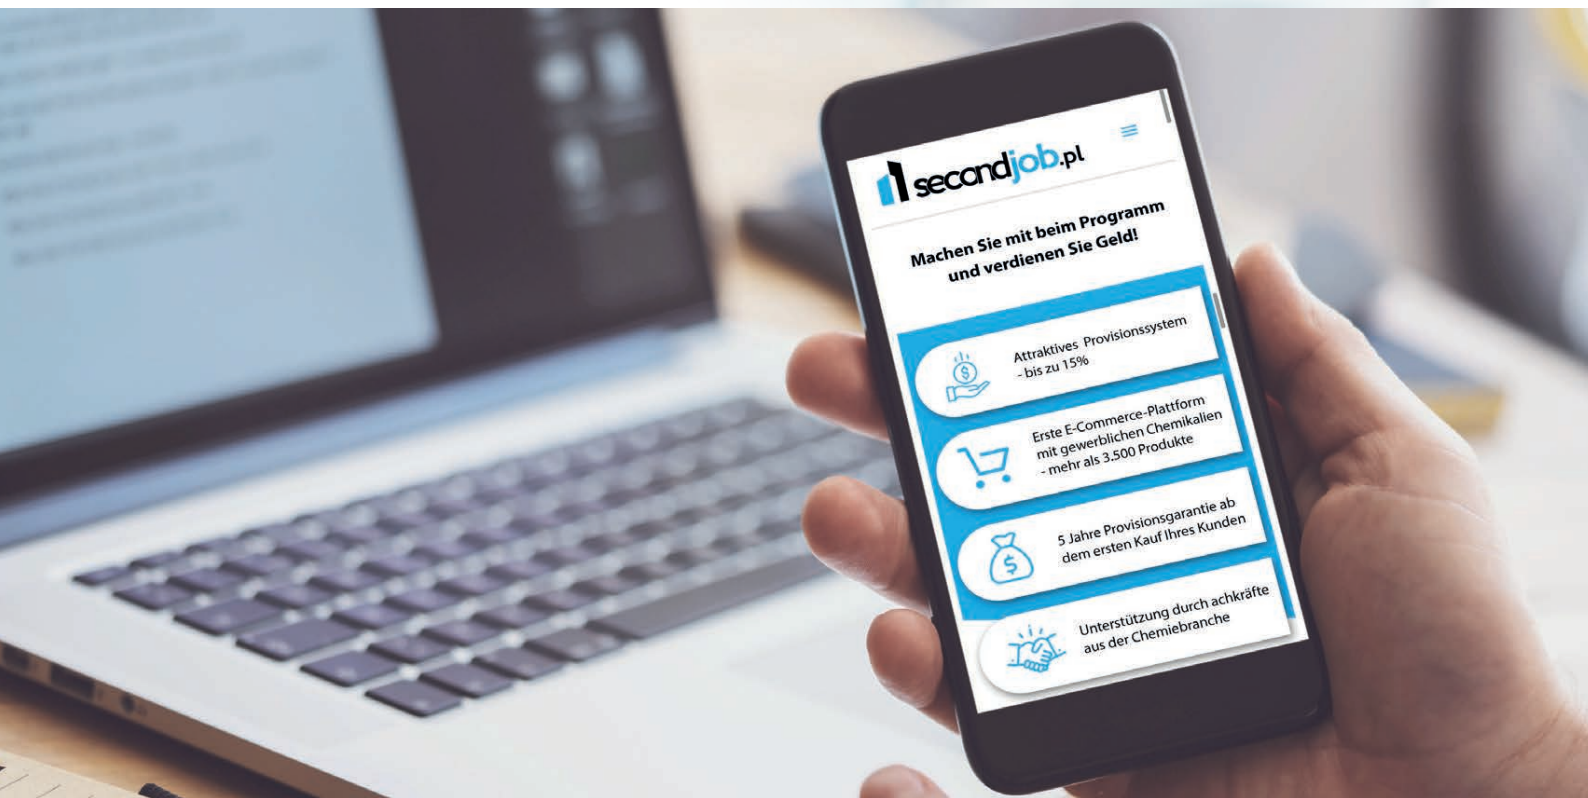 secondjob.pl
Machen Sie mit beim Programm
und verdienen Sie Geld!
Attraktives Provisionssystem
- bis zu 15%
Erste E-Commerce-Plattform
mit gewerblichen Chemikalien
- mehr als 3.500 Produkte
5 Jahre Provisionsgarantie ab
dem ersten Kauf Ihres Kunden
Unterstützung durch achkräfte
aus der Chemiebranche